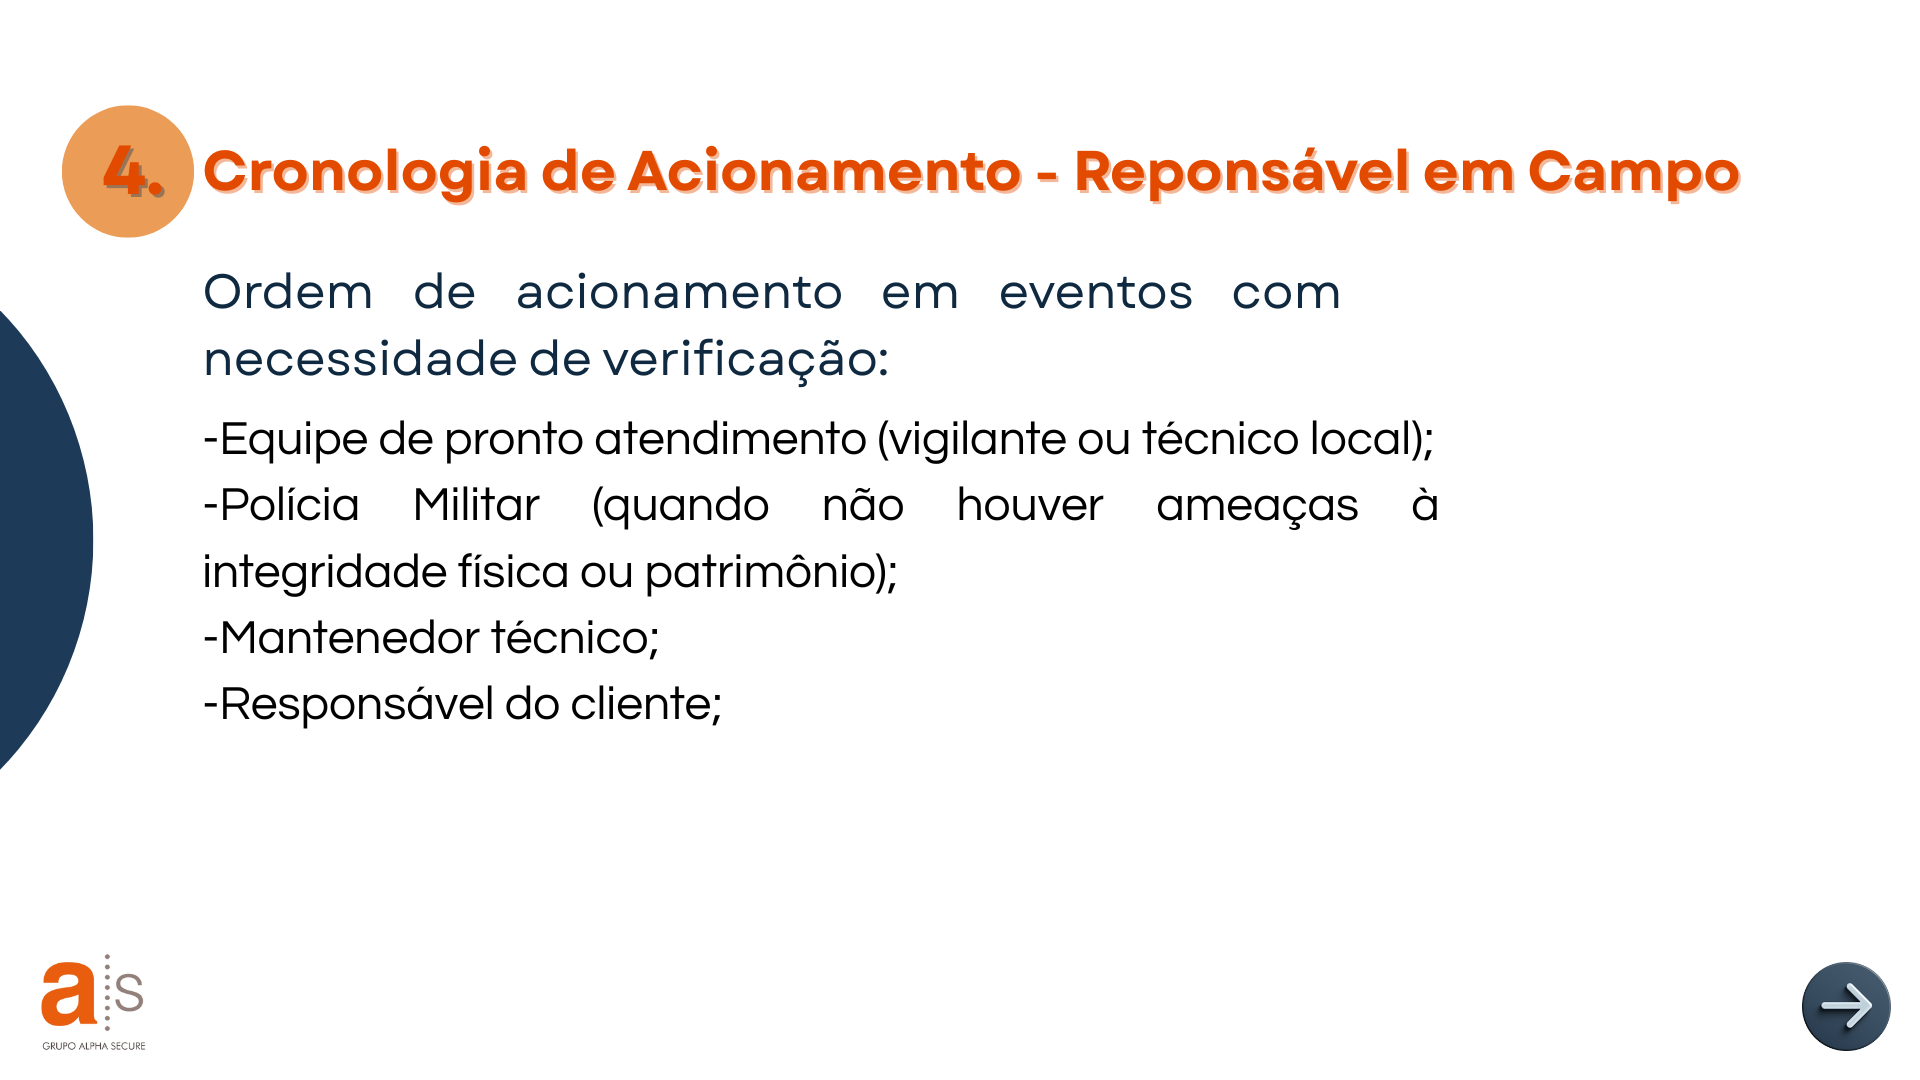 4. Cronologia de Acionamento - Reponsável em Campo
Ordem de acionamento em eventos com
necessidade de verificação:
-Equipe de pronto atendimento (vigilante ou técnico local);
-Polícia Militar (quando não houver ameaças à
integridade física ou patrimônio);
-Mantenedor técnico;
-Responsável do cliente;
a s
GRUPO ALPHA SECURE